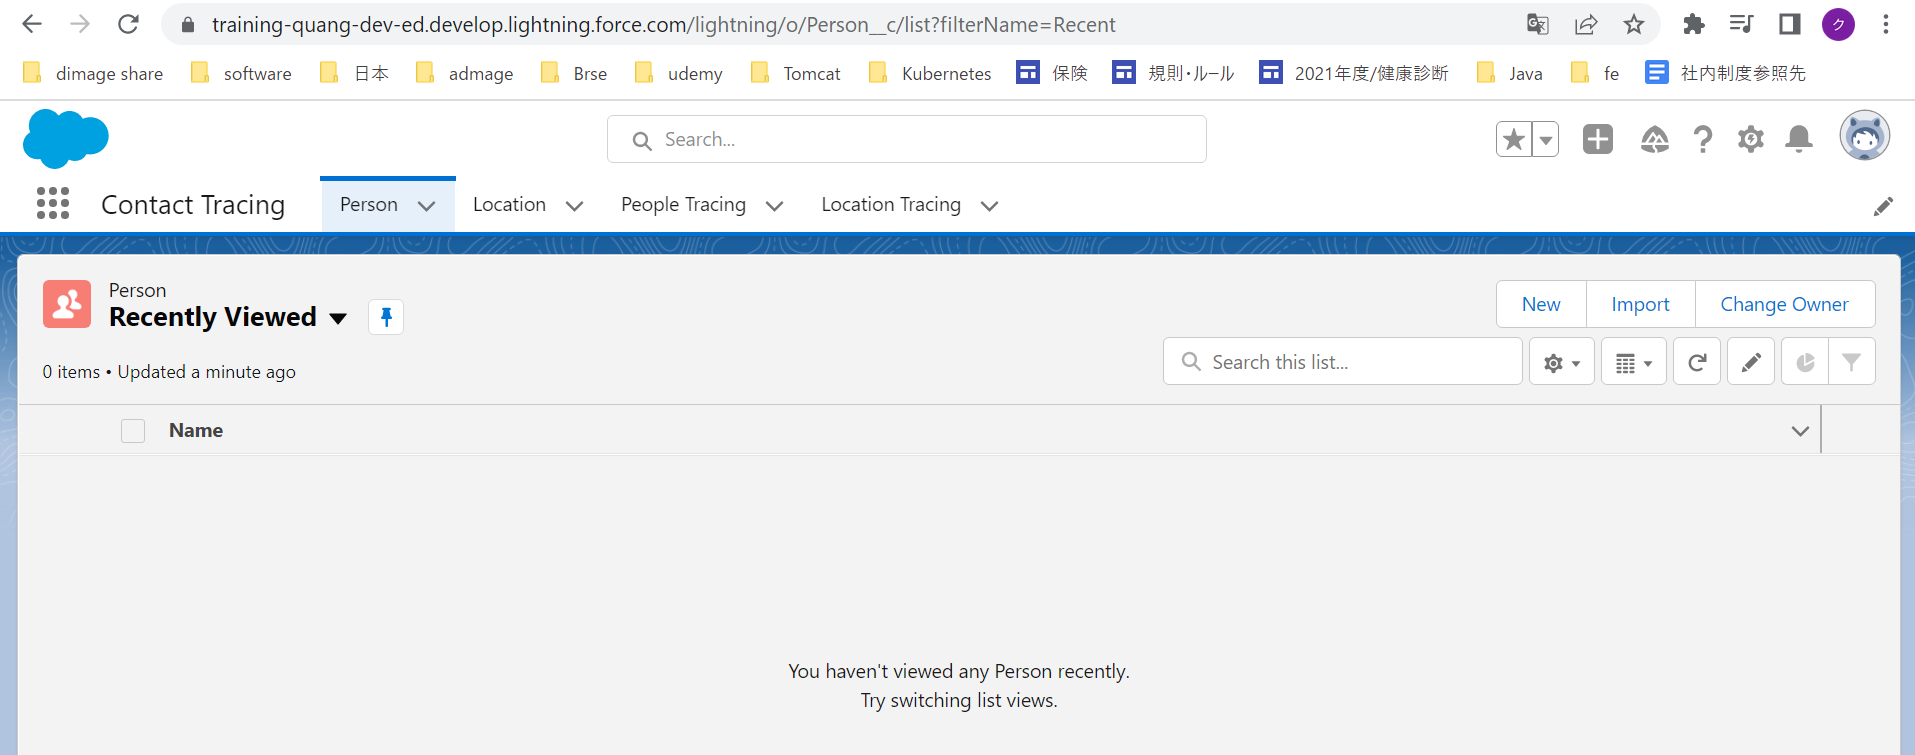 training-quang-dev-ed.develop.lightning.force.com/lightning/o/Person__c/list?filterName=Recent
ク
dimage share software 日本 admage Brse udemy Tomcat Kubernetes 保険 規則・ルール 2021年度/健康診断 Java fe 社内制度参照先
Search...
Contact Tracing Person Location People Tracing Location Tracing
Person
Recently Viewed
New Import Change Owner
0 items • Updated a minute ago
Search this list...
Name
You haven't viewed any Person recently.
Try switching list views.